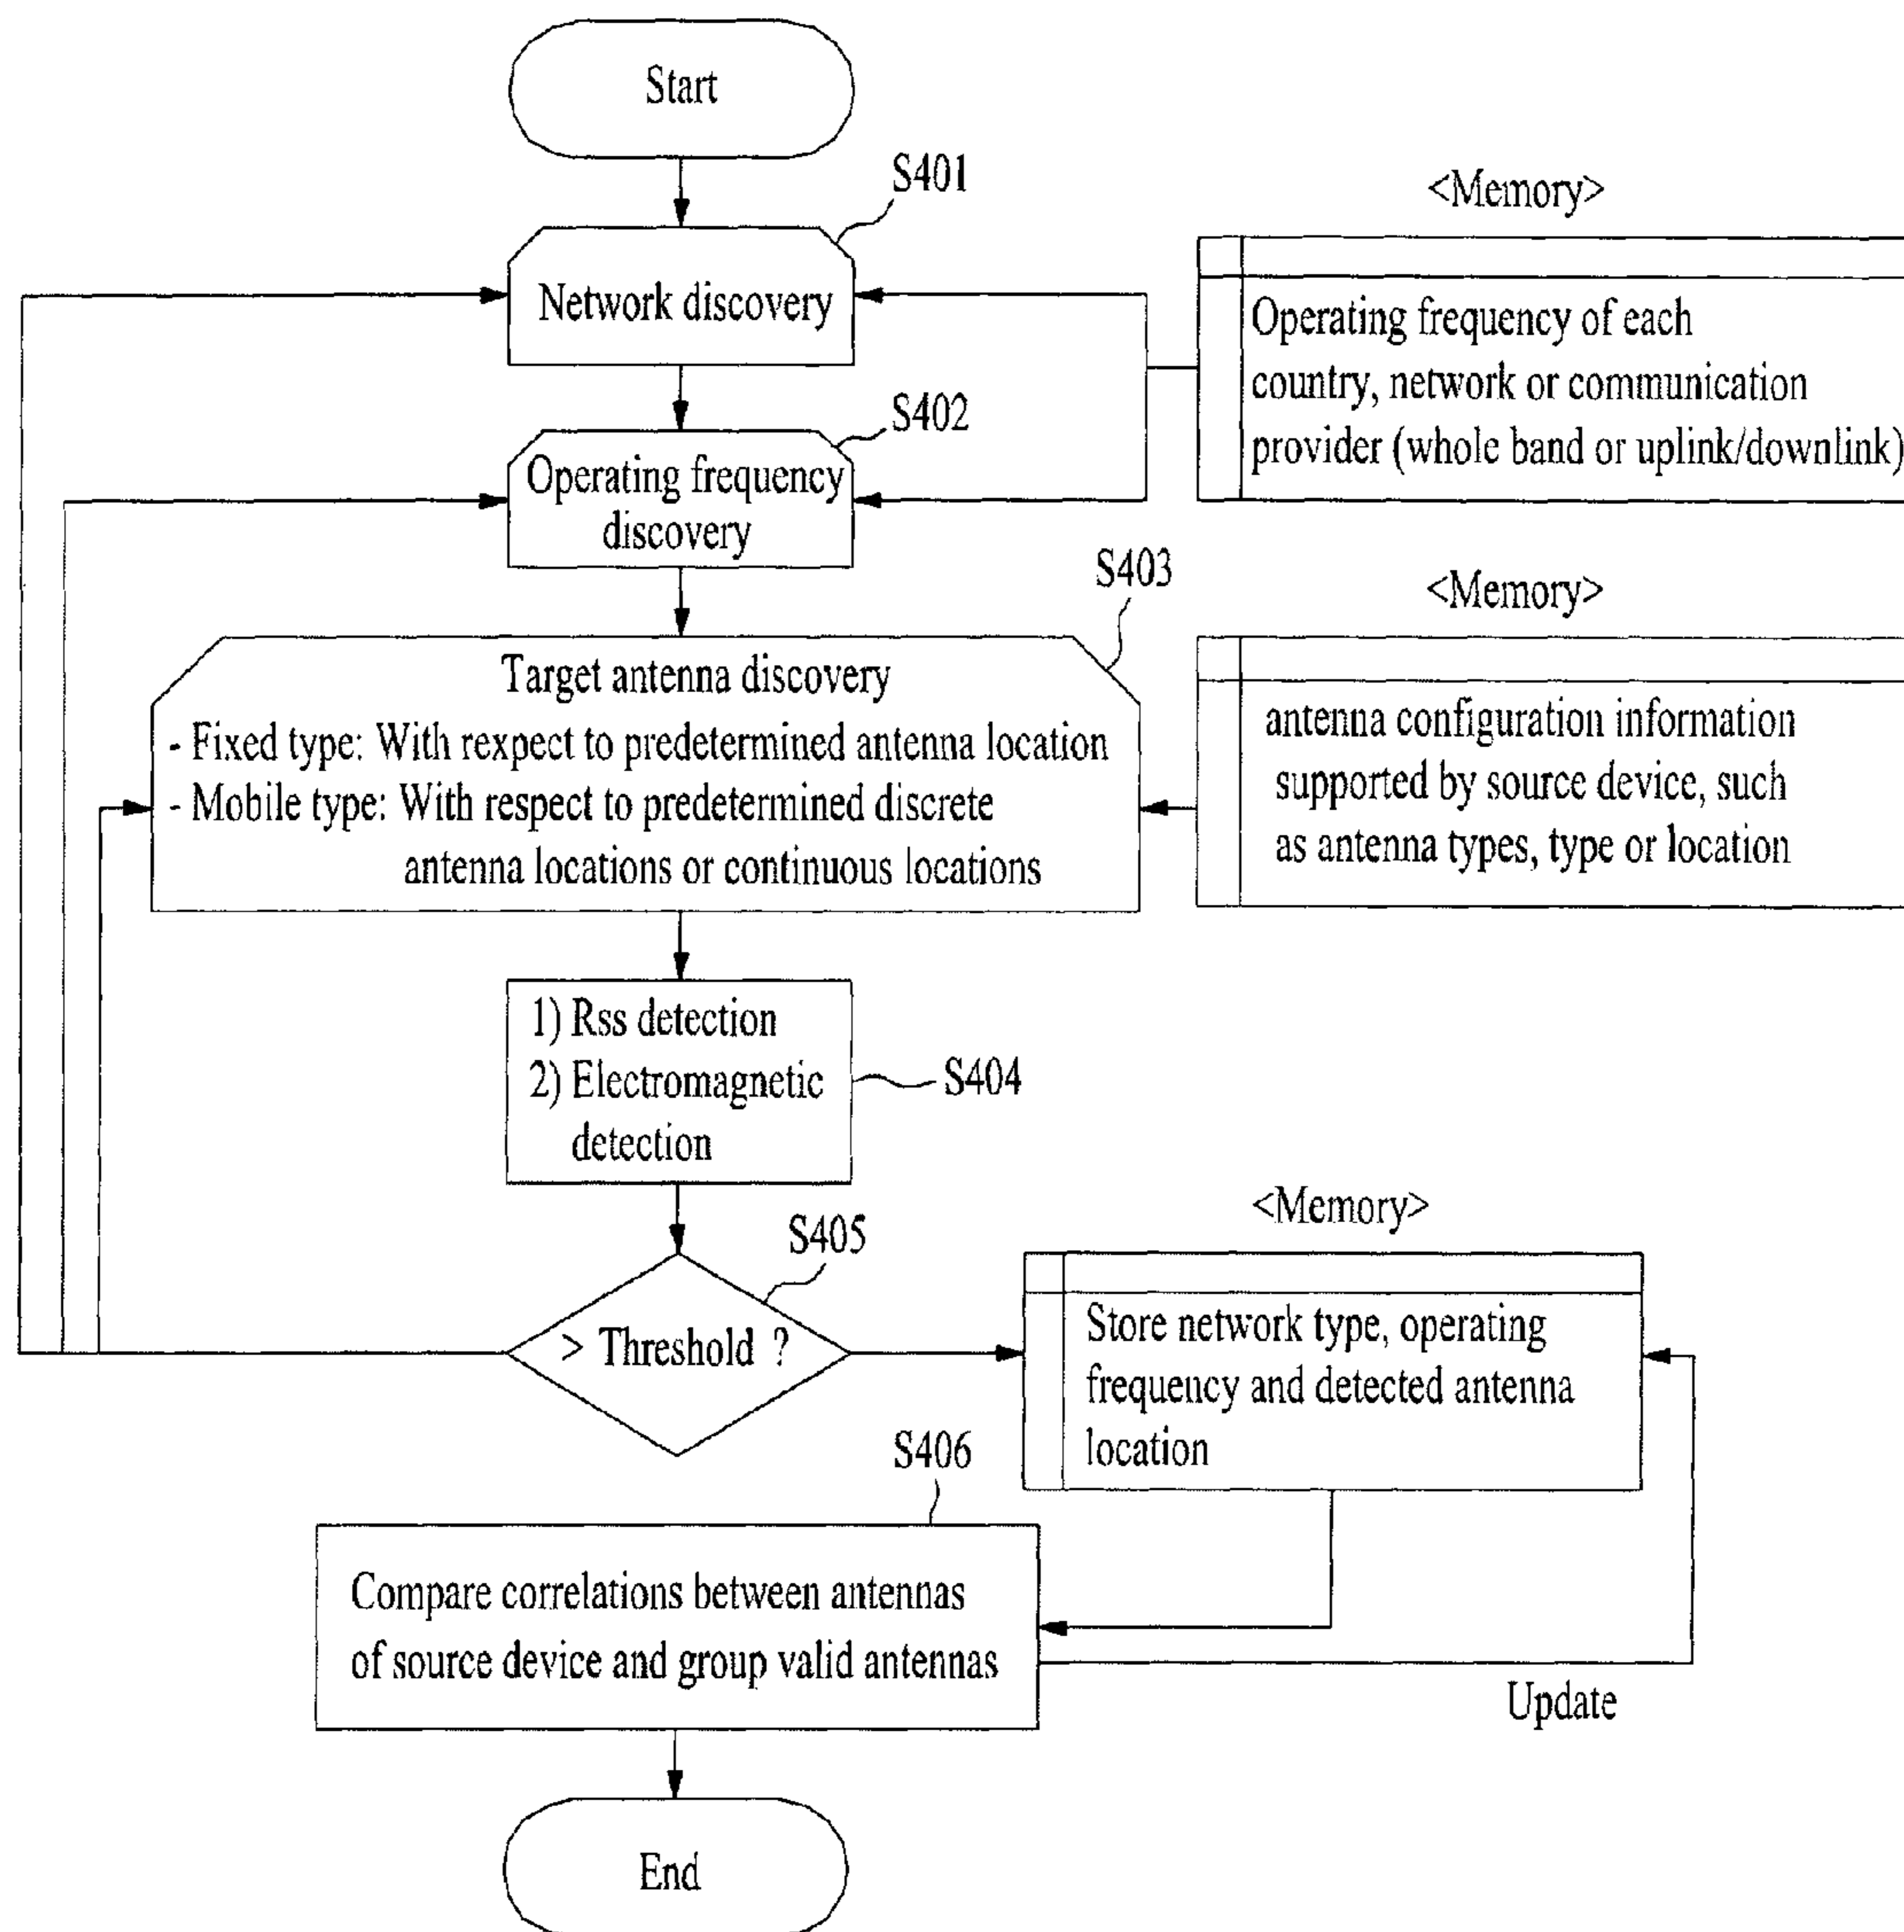 Start
S401
Network discovery
<Memory>
Operating frequency of each
country, network or communication
provider (whole band or uplink/downlink)
S402
Operating frequency
discovery
S403
Target antenna discovery
- Fixed type: With rexpect to predetermined antenna location
- Mobile type: With respect to predetermined discrete
antenna locations or continuous locations
<Memory>
antenna configuration information
supported by source device, such
as antenna types, type or location
1) Rss detection
2) Electromagnetic
detection
S404
S405
> Threshold ?
<Memory>
Store network type, operating
frequency and detected antenna
location
S406
Compare correlations between antennas
of source device and group valid antennas
Update
End